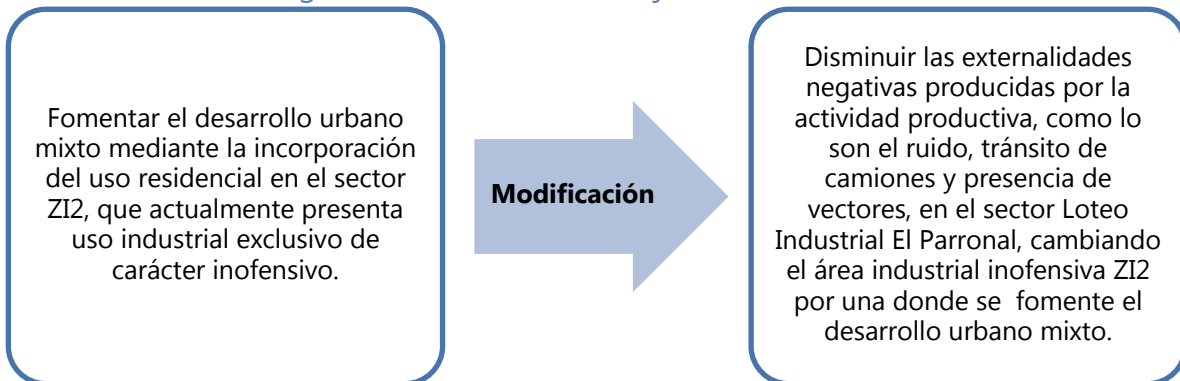 Fomentar el desarrollo urbano
mixto mediante la incorporación
del uso residencial en el sector
ZI2, que actualmente presenta
uso industrial exclusivo de
carácter inofensivo.
Modificación
Disminuir las externalidades
negativas producidas por la
actividad productiva, como lo
son el ruido, tránsito de
camiones y presencia de
vectores, en el sector Loteo
Industrial El Parronal, cambiando
el área industrial inofensiva ZI2
por una donde se fomente el
desarrollo urbano mixto.